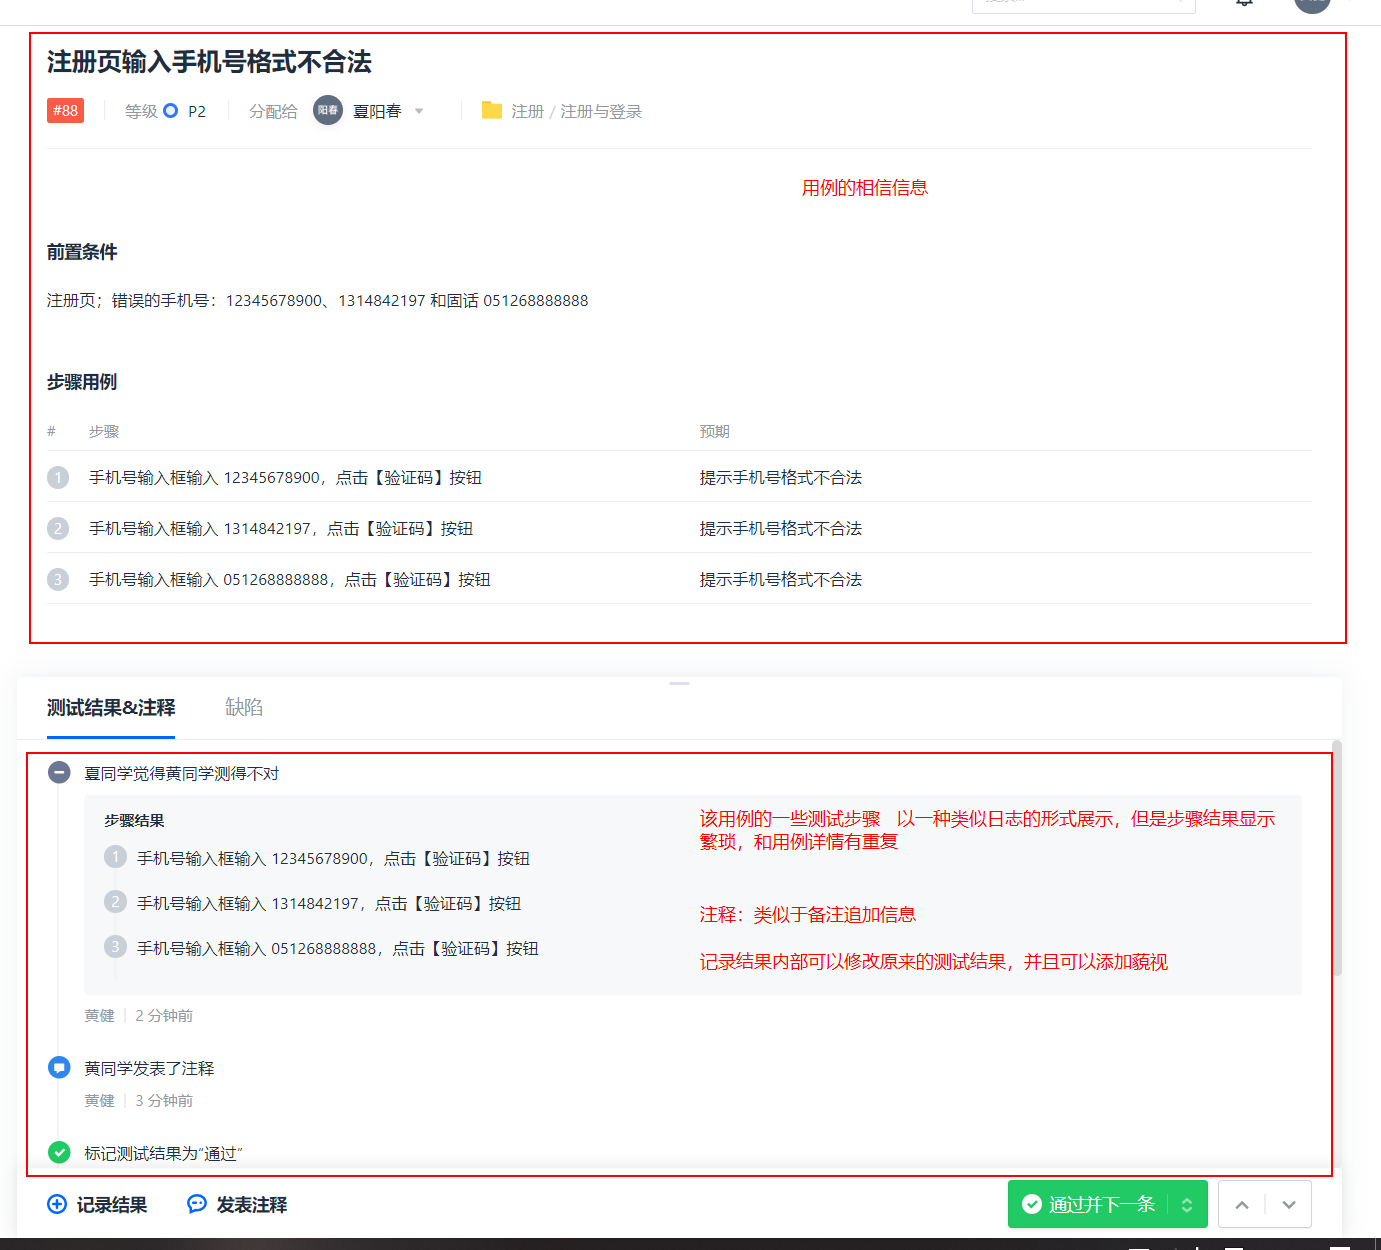 注册页输入手机号格式不合法
#88 等级 P2 分配给 阳春 夏阳春 注册 / 注册与登录
用例的相信信息
前置条件
注册页；错误的手机号：12345678900、1314842197 和固话 051268888888
步骤用例
# 步骤 预期
1 手机号输入框输入 12345678900，点击【验证码】按钮 提示手机号格式不合法
2 手机号输入框输入 1314842197，点击【验证码】按钮 提示手机号格式不合法
3 手机号输入框输入 051268888888，点击【验证码】按钮 提示手机号格式不合法
测试结果&注释 缺陷
夏同学觉得黄同学测得不对
步骤结果
1 手机号输入框输入 12345678900，点击【验证码】按钮
2 手机号输入框输入 1314842197，点击【验证码】按钮
3 手机号输入框输入 051268888888，点击【验证码】按钮
该用例的一些测试步骤 以一种类似日志的形式展示，但是步骤结果显示
繁琐，和用例详情有重复
注释：类似于备注追加信息
记录结果内部可以修改原来的测试结果，并且可以添加藐视
黄健 2 分钟前
黄同学发表了注释
黄健 3 分钟前
标记测试结果为“通过”
记录结果 发表注释 通过并下一条